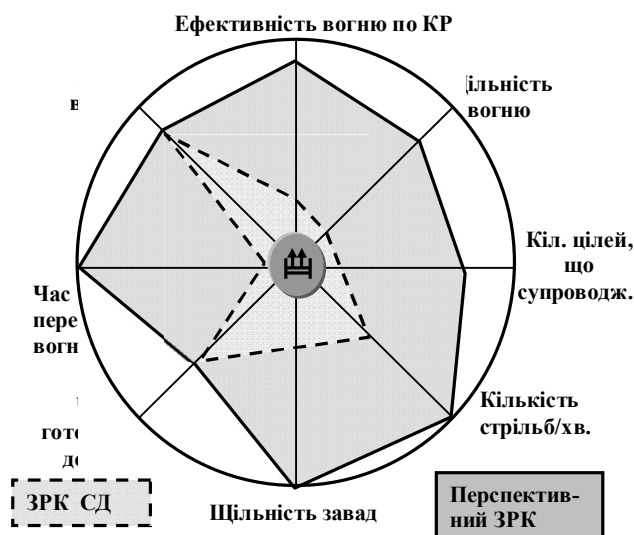 Ефективність вогню по КР
в
ільність
вогню
Кіл. цілей,
що
супроводж.
Час
пере
вогн
Кількість
стрільб/хв.
гото
до
Щільність завад
ЗРК СД
Перспектив-
ний ЗРК